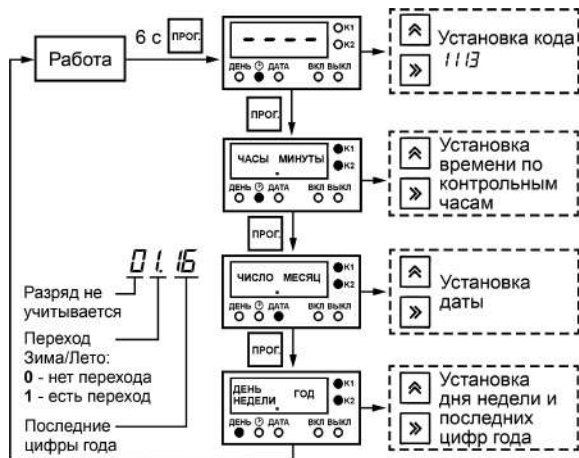 Работа
6 с ПРОГ.
- - - -
К1
К2
ДЕНЬ ДАТА ВКЛ ВЫКЛ
Установка кода
1113
ПРОГ.
ЧАСЫ МИНУТЫ
К1
К2
ДЕНЬ ДАТА ВКЛ ВЫКЛ
Установка
времени по
контрольным
часам
ПРОГ.
01.16
Разряд не
учитывается
Переход
Зима/Лето:
0 - нет перехода
1 - есть переход
Последние
цифры года
ЧИСЛО МЕСЯЦ
К1
К2
ДЕНЬ ДАТА ВКЛ ВЫКЛ
Установка
даты
ПРОГ.
ДЕНЬ
НЕДЕЛИ ГОД
К1
К2
ДЕНЬ ДАТА ВКЛ ВЫКЛ
Установка
дня недели и
последних
цифр года